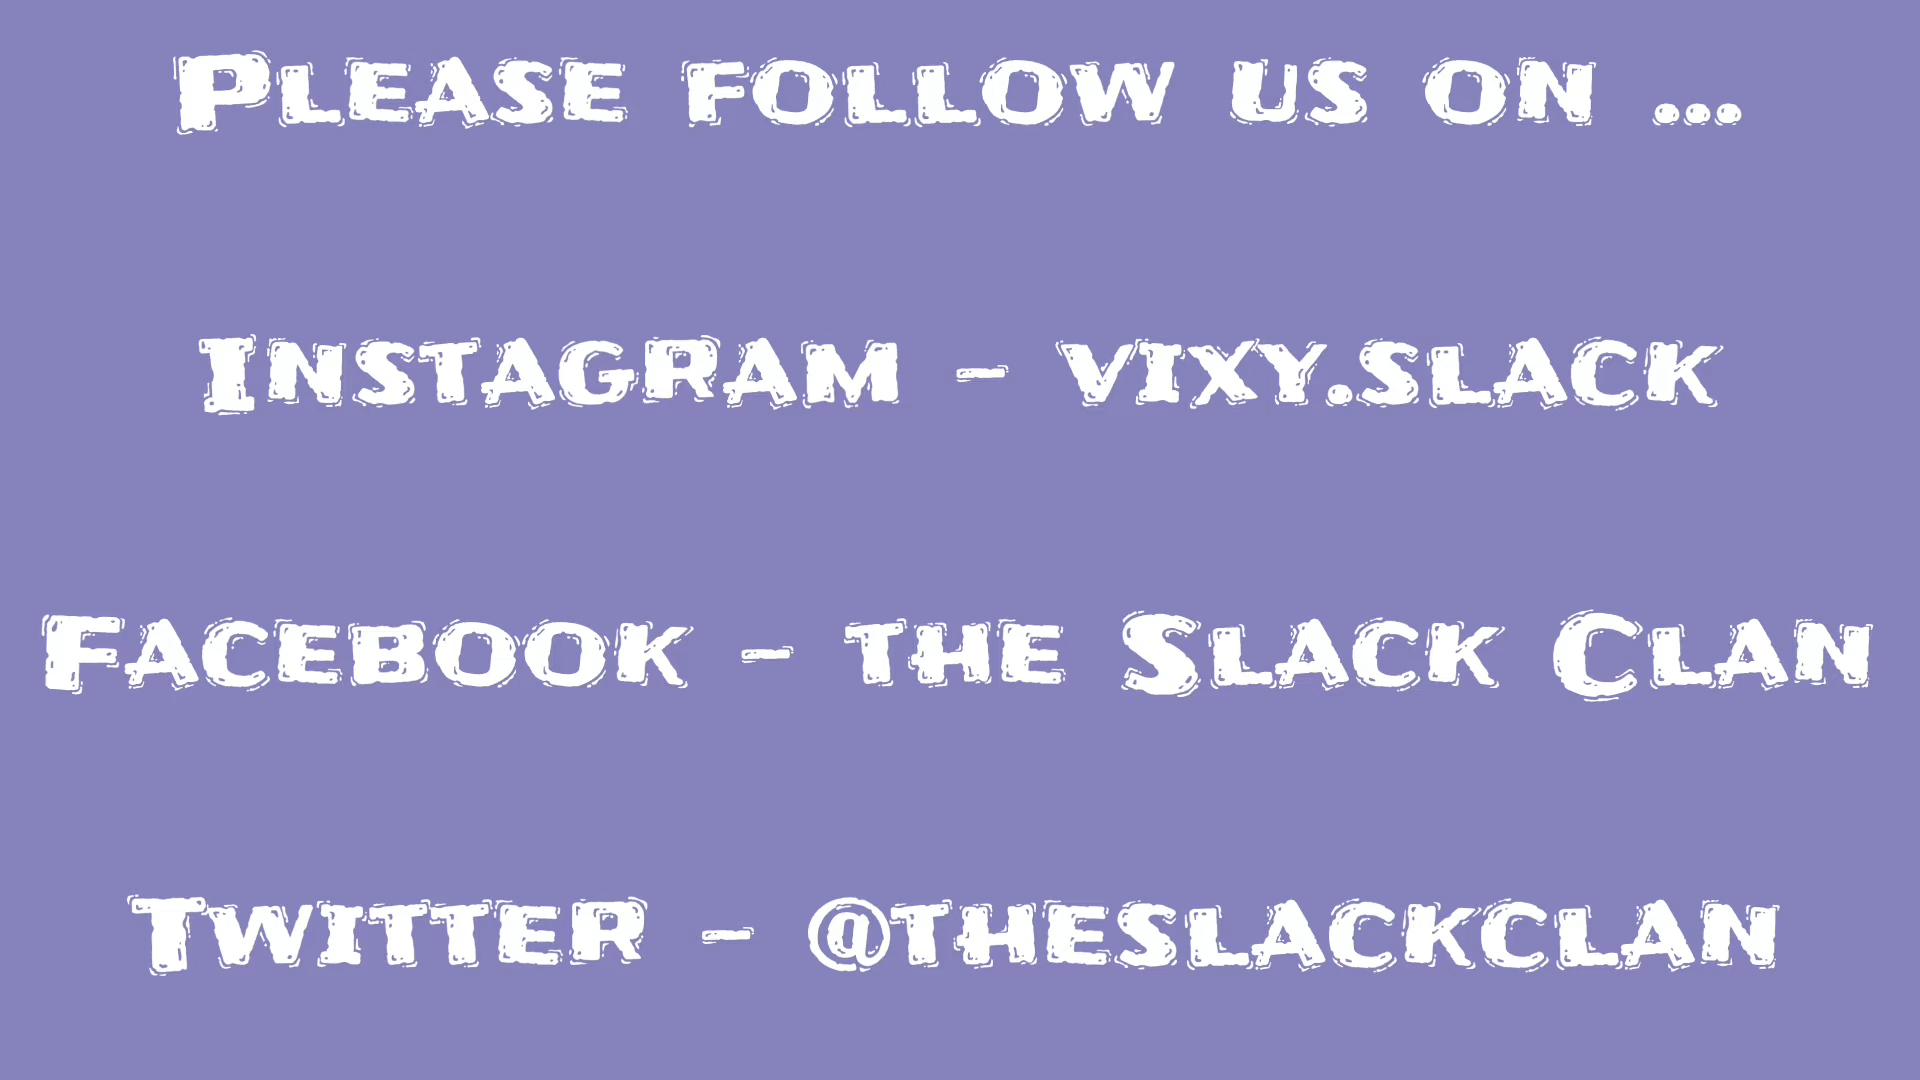 Please follow us on ...
Instagram - vixy.slack
Facebook - the Slack Clan
Twitter - @theslackclan